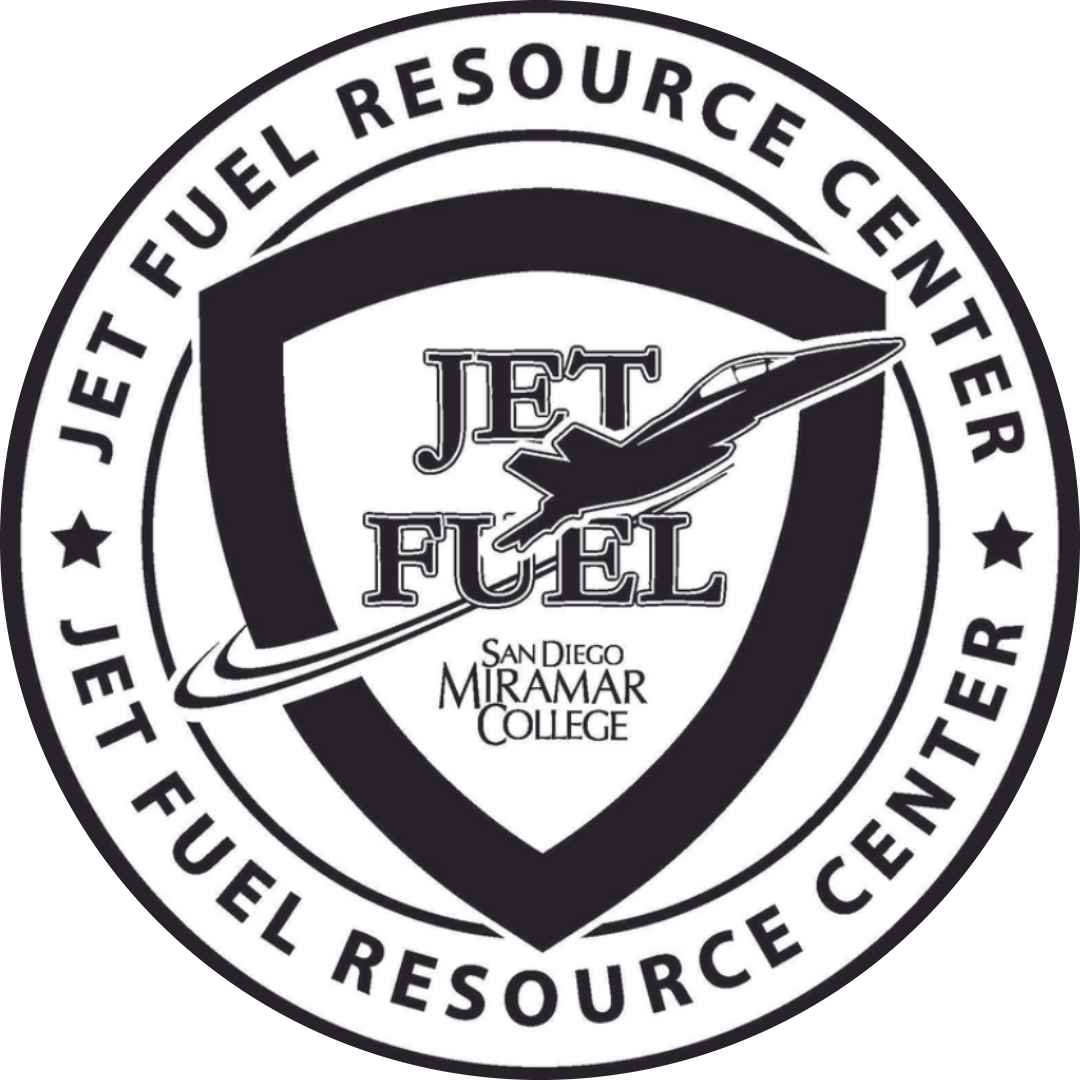 JET FUEL RESOURCE CENTER
JET
FUEL
SAN DIEGO
MIRAMAR
COLLEGE
JET FUEL RESOURCE CENTER